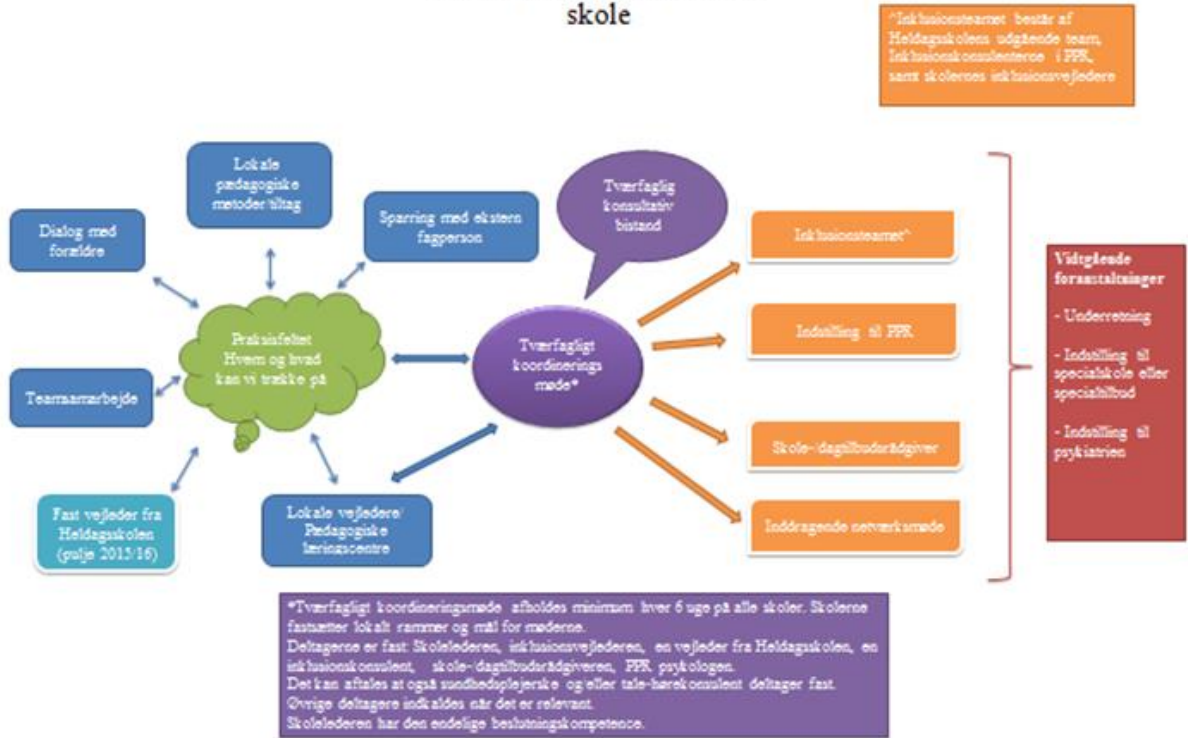 skole
^Inklusionsteamet består af
Heldagsskolens udgående team,
Inklusionskonsulenterne i PPR,
samt skolernes inklusionsvejledere
Lokale
pædagogiske
metoder/tiltag
Sparring med ekstern
fagperson
Dialog med
forældre
Tværfaglig
konsultativ
bistand
Inklusionsteamet^
Praksisfeltet
Hvem og hvad
kan vi trække på
Tværfagligt
koordinerings
møde*
Indstilling til PPR
Teamsamarbejde
Skole-/dagtilbudsrådgiver
Fast vejleder fra
Heldagsskolen
(pulje 2015/16)
Lokale vejledere/
Pædagogiske
læringscentre
Inddragende netværksmøde
Vidtgående
foranstaltninger
- Underretning
- Indstilling til
specialskole eller
specialtilbud
- Indstilling til
psykiatrien
*Tværfagligt koordineringsmøde afholdes minimum hver 6 uge på alle skoler. Skolerne
fastsætter lokalt rammer og mål for møderne.
Deltagerne er fast: Skolelederen, inklusionsvejlederen, en vejleder fra Heldagsskolen, en
inklusionskonsulent, skole-/dagtilbudsrådgiveren, PPR psykologen.
Det kan aftales at også sundhedsplejerske og/eller tale-hørekonsulent deltager fast.
Øvrige deltagere indkaldes når det er relevant.
Skolelederen har den endelige beslutningskompetence.